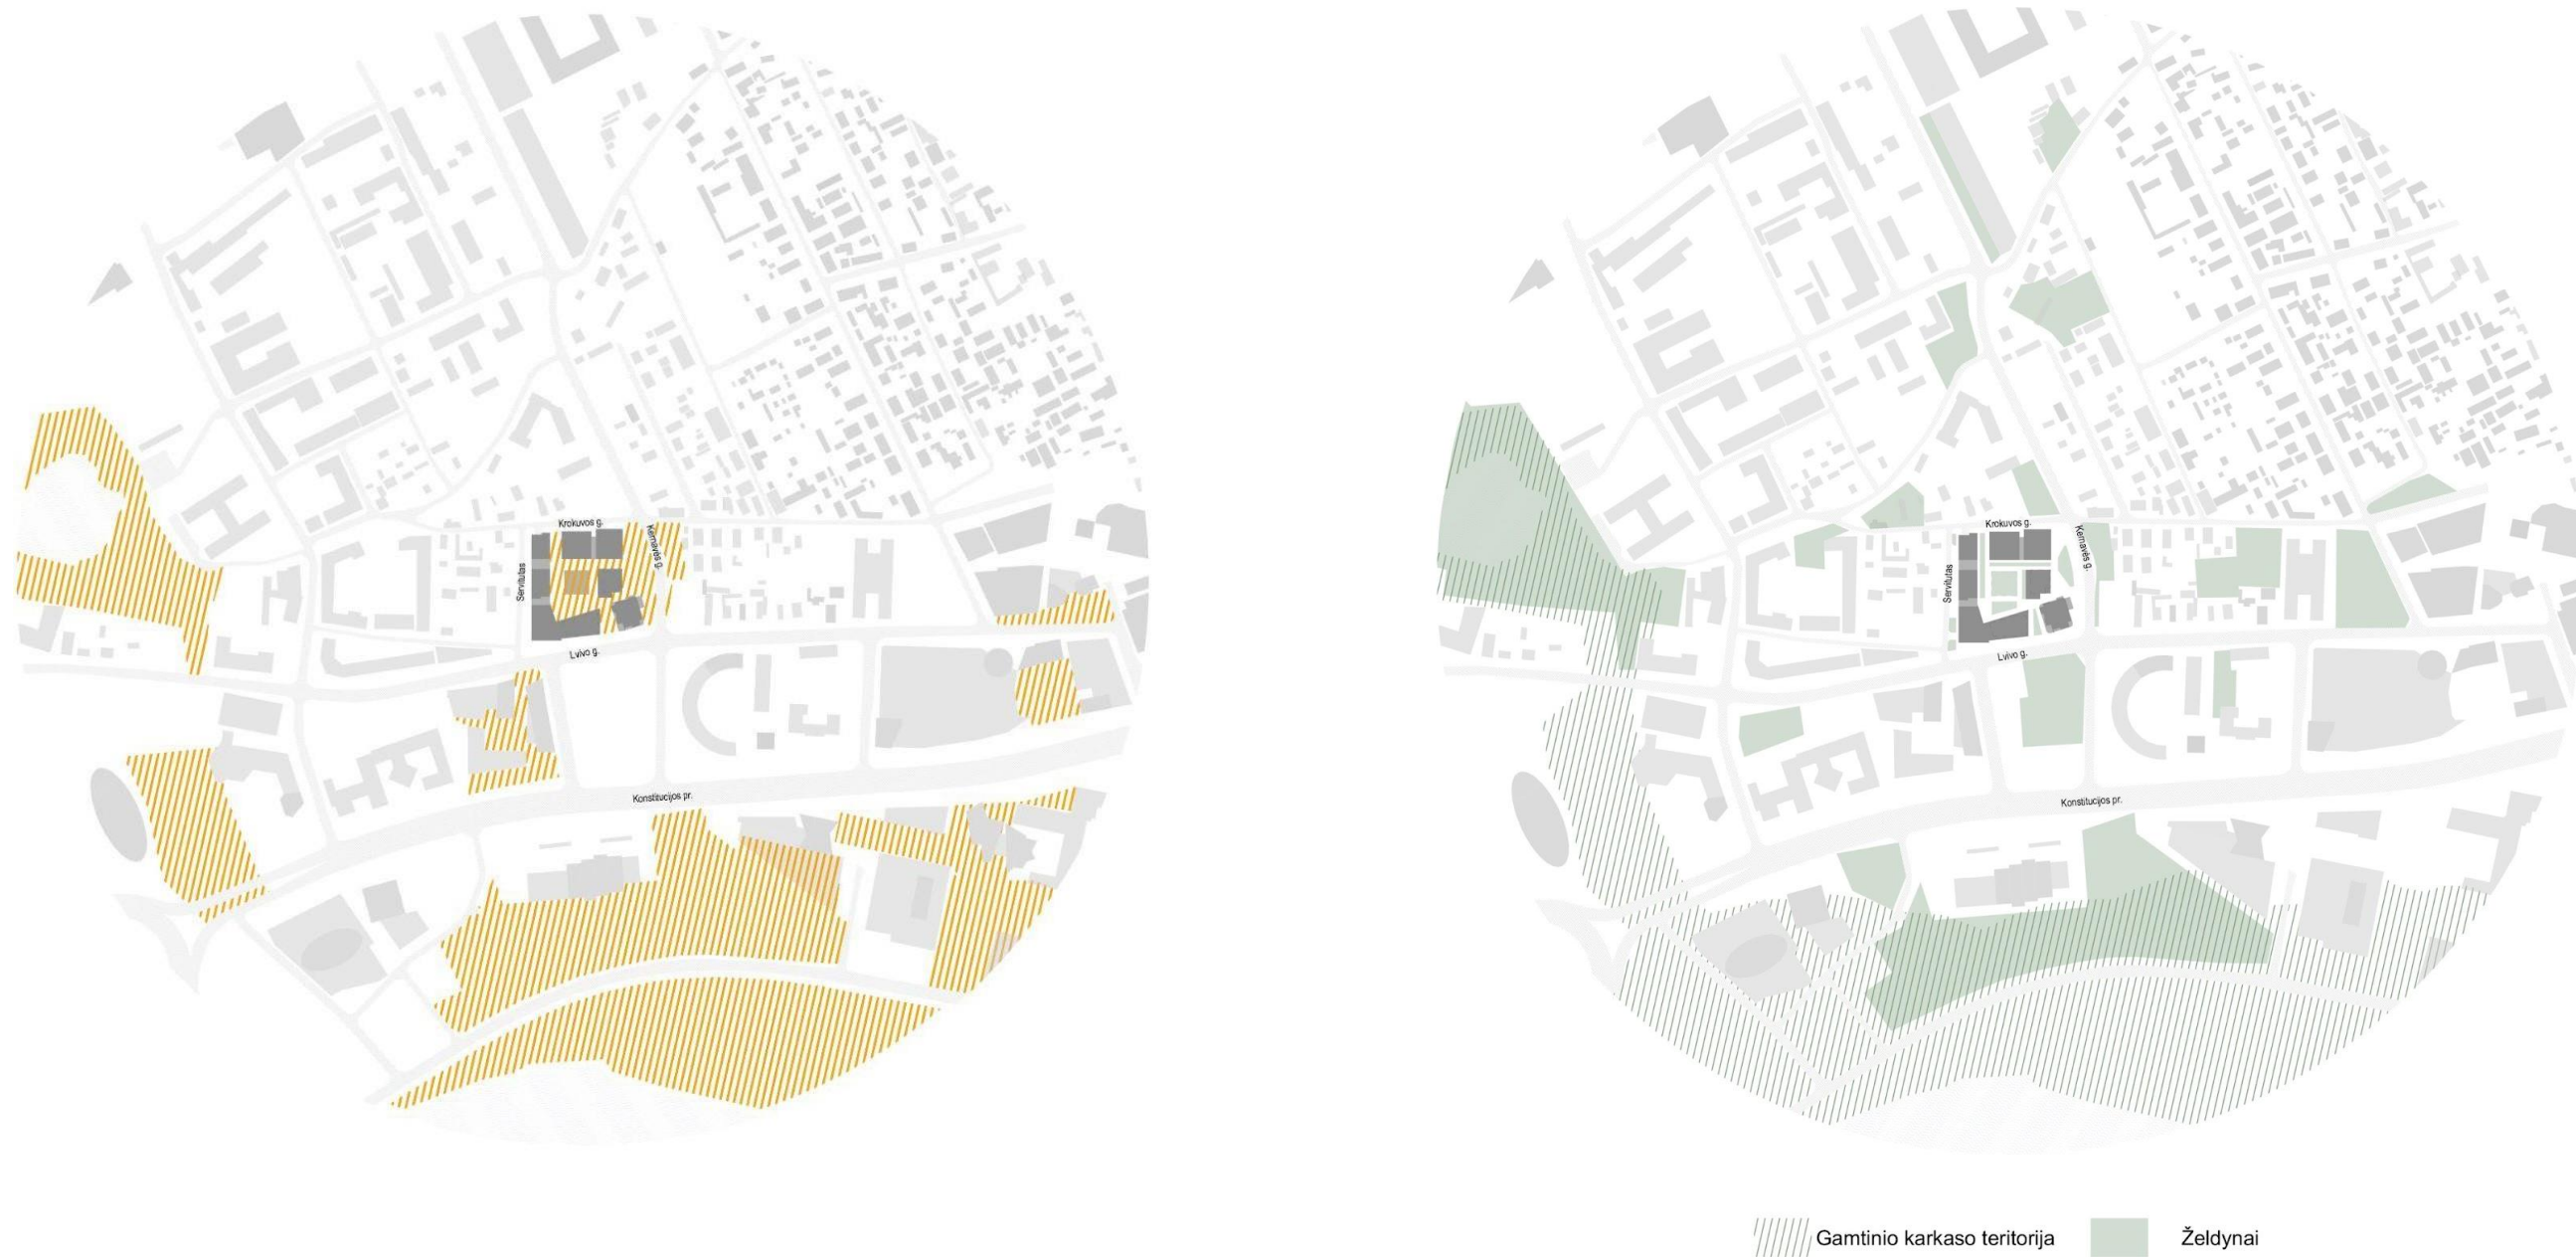 Krokuvos g.
Kernavės g.
Servitutas
Lvivo g.
Konstitucijos pr.
Krokuvos g.
Kernavės g.
Servitutas
Lvivo g.
Konstitucijos pr.
Gamtinio karkaso teritorija
Želdynai